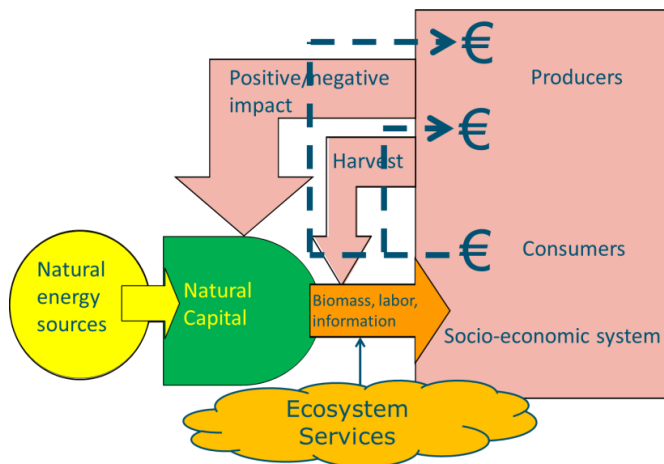 €
Positive/negative
impact
Producers
€
Harvest
€
Consumers
Natural
energy
sources
Natural
Capital
Biomass, labor,
information
Socio-economic system
Ecosystem
Services